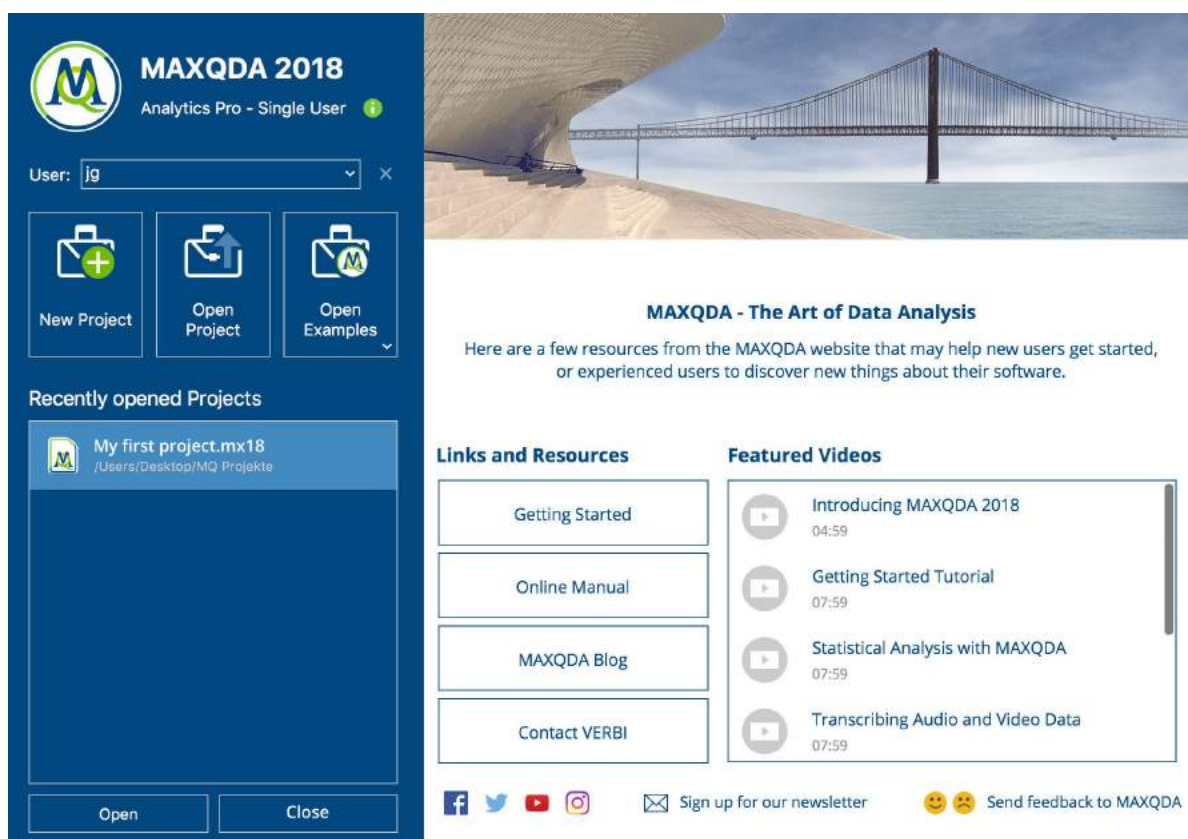 MAXQDA 2018
Analytics Pro - Single User
User: jg
New Project
Open
Project
Open
Examples
Recently opened Projects
My first project.mx18
/Users/Desktop/MQ Projekte
Open
Close
MAXQDA - The Art of Data Analysis
Here are a few resources from the MAXQDA website that may help new users get started,
or experienced users to discover new things about their software.
Links and Resources
Getting Started
Online Manual
MAXQDA Blog
Contact VERBI
Featured Videos
Introducing MAXQDA 2018
04:59
Getting Started Tutorial
07:59
Statistical Analysis with MAXQDA
07:59
Transcribing Audio and Video Data
07:59
Sign up for our newsletter
Send feedback to MAXQDA